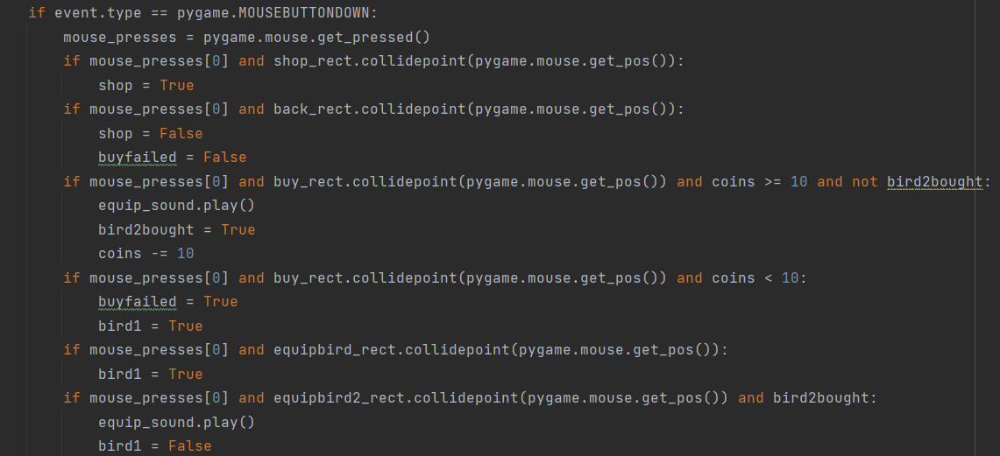 if event.type == pygame.MOUSEBUTTONDOWN:
    mouse_presses = pygame.mouse.get_pressed()
    if mouse_presses[0] and shop_rect.collidepoint(pygame.mouse.get_pos()):
        shop = True
    if mouse_presses[0] and back_rect.collidepoint(pygame.mouse.get_pos()):
        shop = False
        buyfailed = False
    if mouse_presses[0] and buy_rect.collidepoint(pygame.mouse.get_pos()) and coins >= 10 and not bird2bought:
        equip_sound.play()
        bird2bought = True
        coins -= 10
    if mouse_presses[0] and buy_rect.collidepoint(pygame.mouse.get_pos()) and coins < 10:
        buyfailed = True
        bird1 = True
    if mouse_presses[0] and equipbird_rect.collidepoint(pygame.mouse.get_pos()):
        bird1 = True
    if mouse_presses[0] and equipbird2_rect.collidepoint(pygame.mouse.get_pos()) and bird2bought:
        equip_sound.play()
        bird1 = False